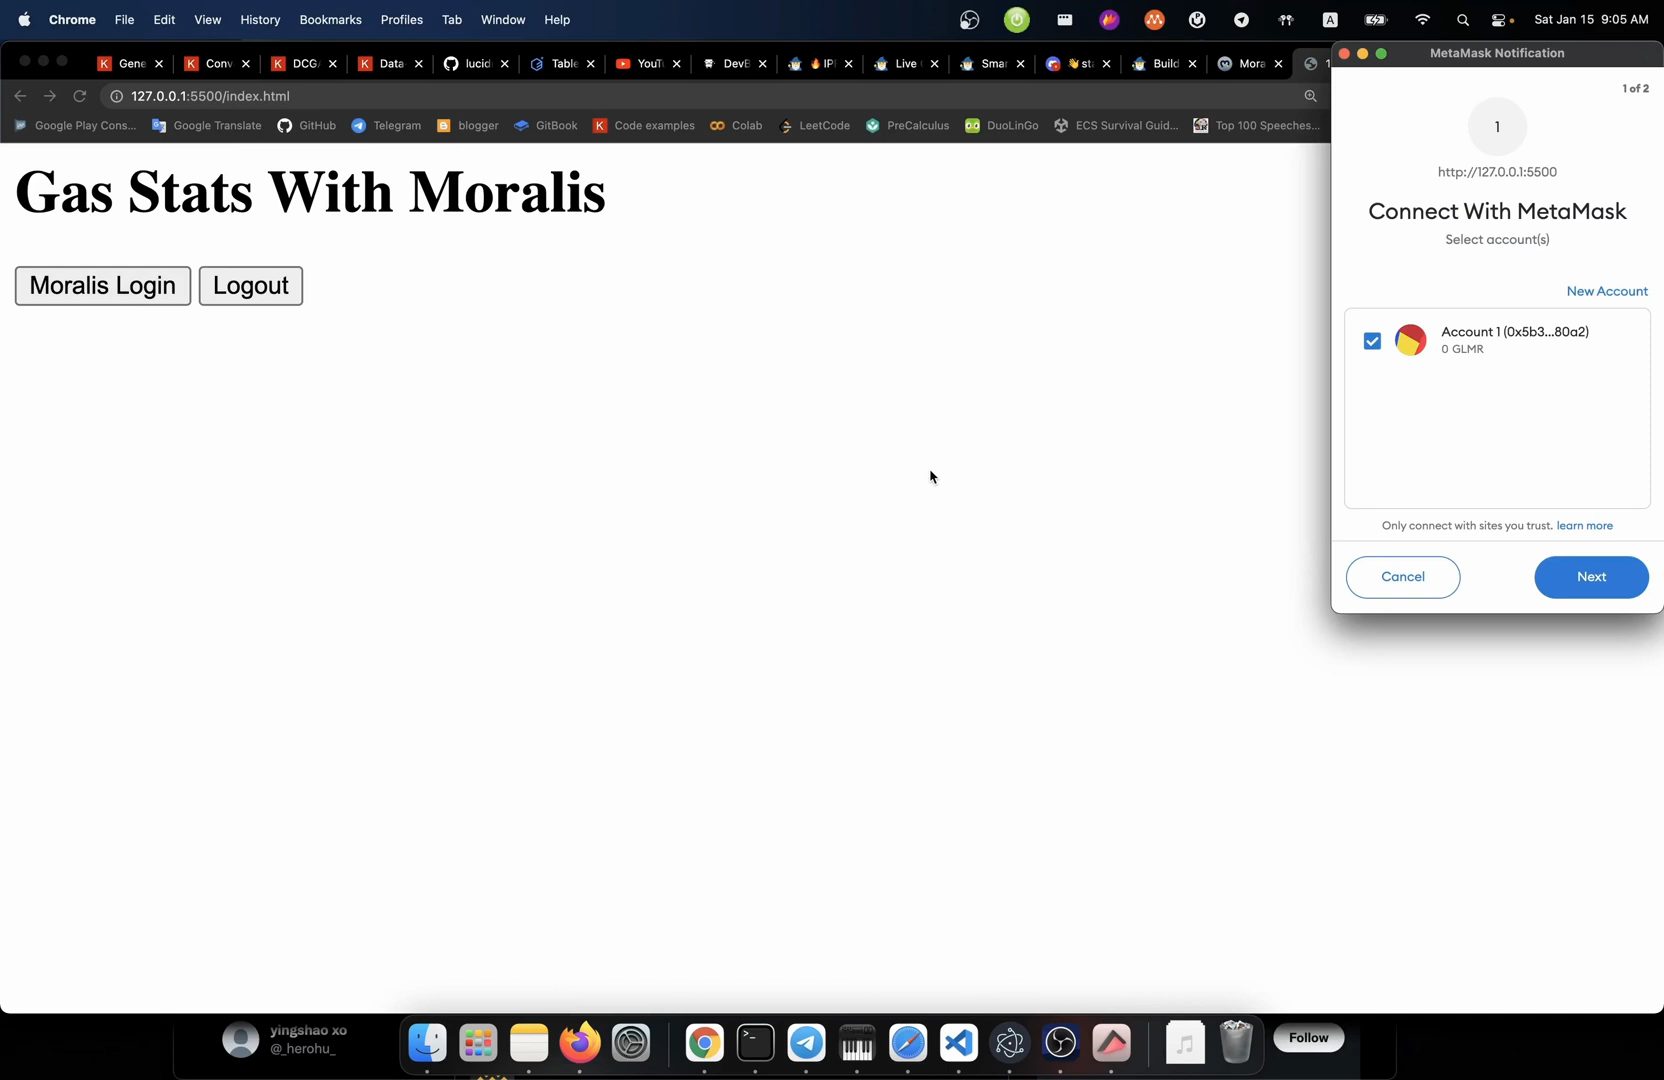 Chrome File Edit View History Bookmarks Profiles Tab Window Help A Sat Jan 15 9:05 AM
K Gene K Conv K DCG K Data lucid Table YouT DevB IPI Live Smar 👋 sta Build Mora 1
127.0.0.1:5500/index.html
Google Play Cons... Google Translate GitHub Telegram blogger GitBook K Code examples Colab LeetCode PreCalculus DuoLinGo ECS Survival Guid... Top 100 Speeches...
Gas Stats With Moralis
Moralis Login Logout
MetaMask Notification
1 of 2
1
http://127.0.0.1:5500
Connect With MetaMask
Select account(s)
New Account
Account 1 (0x5b3...80a2)
0 GLMR
Only connect with sites you trust. learn more
Cancel Next
yingshao xo
@_herohu_
Follow